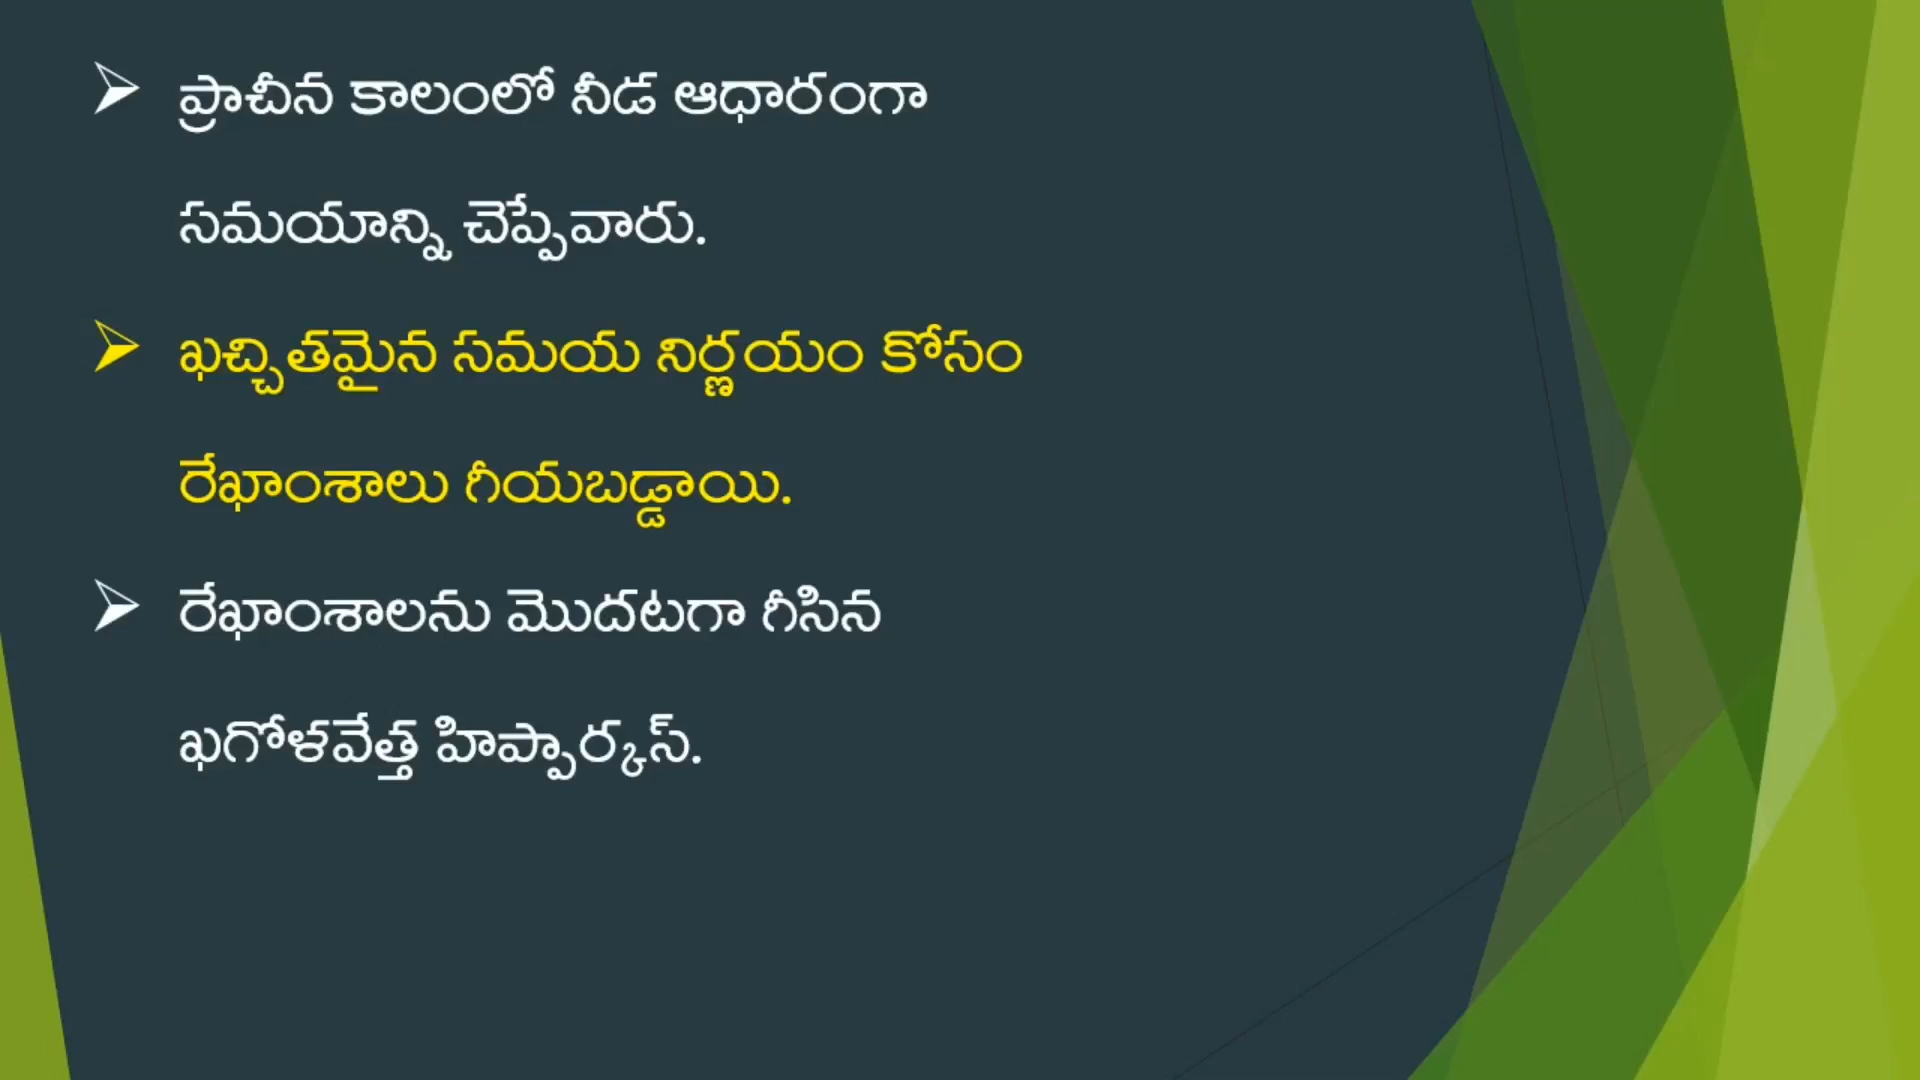 ప్రాచీన కాలంలో నీడ ఆధారంగా
సమయాన్ని చెప్పేవారు.
ఖచ్చితమైన సమయ నిర్ణయం కోసం
రేఖాంశాలు గీయబడ్డాయి.
రేఖాంశాలను మొదటగా గీసిన
ఖగోళవేత్త హిప్పార్కస్.